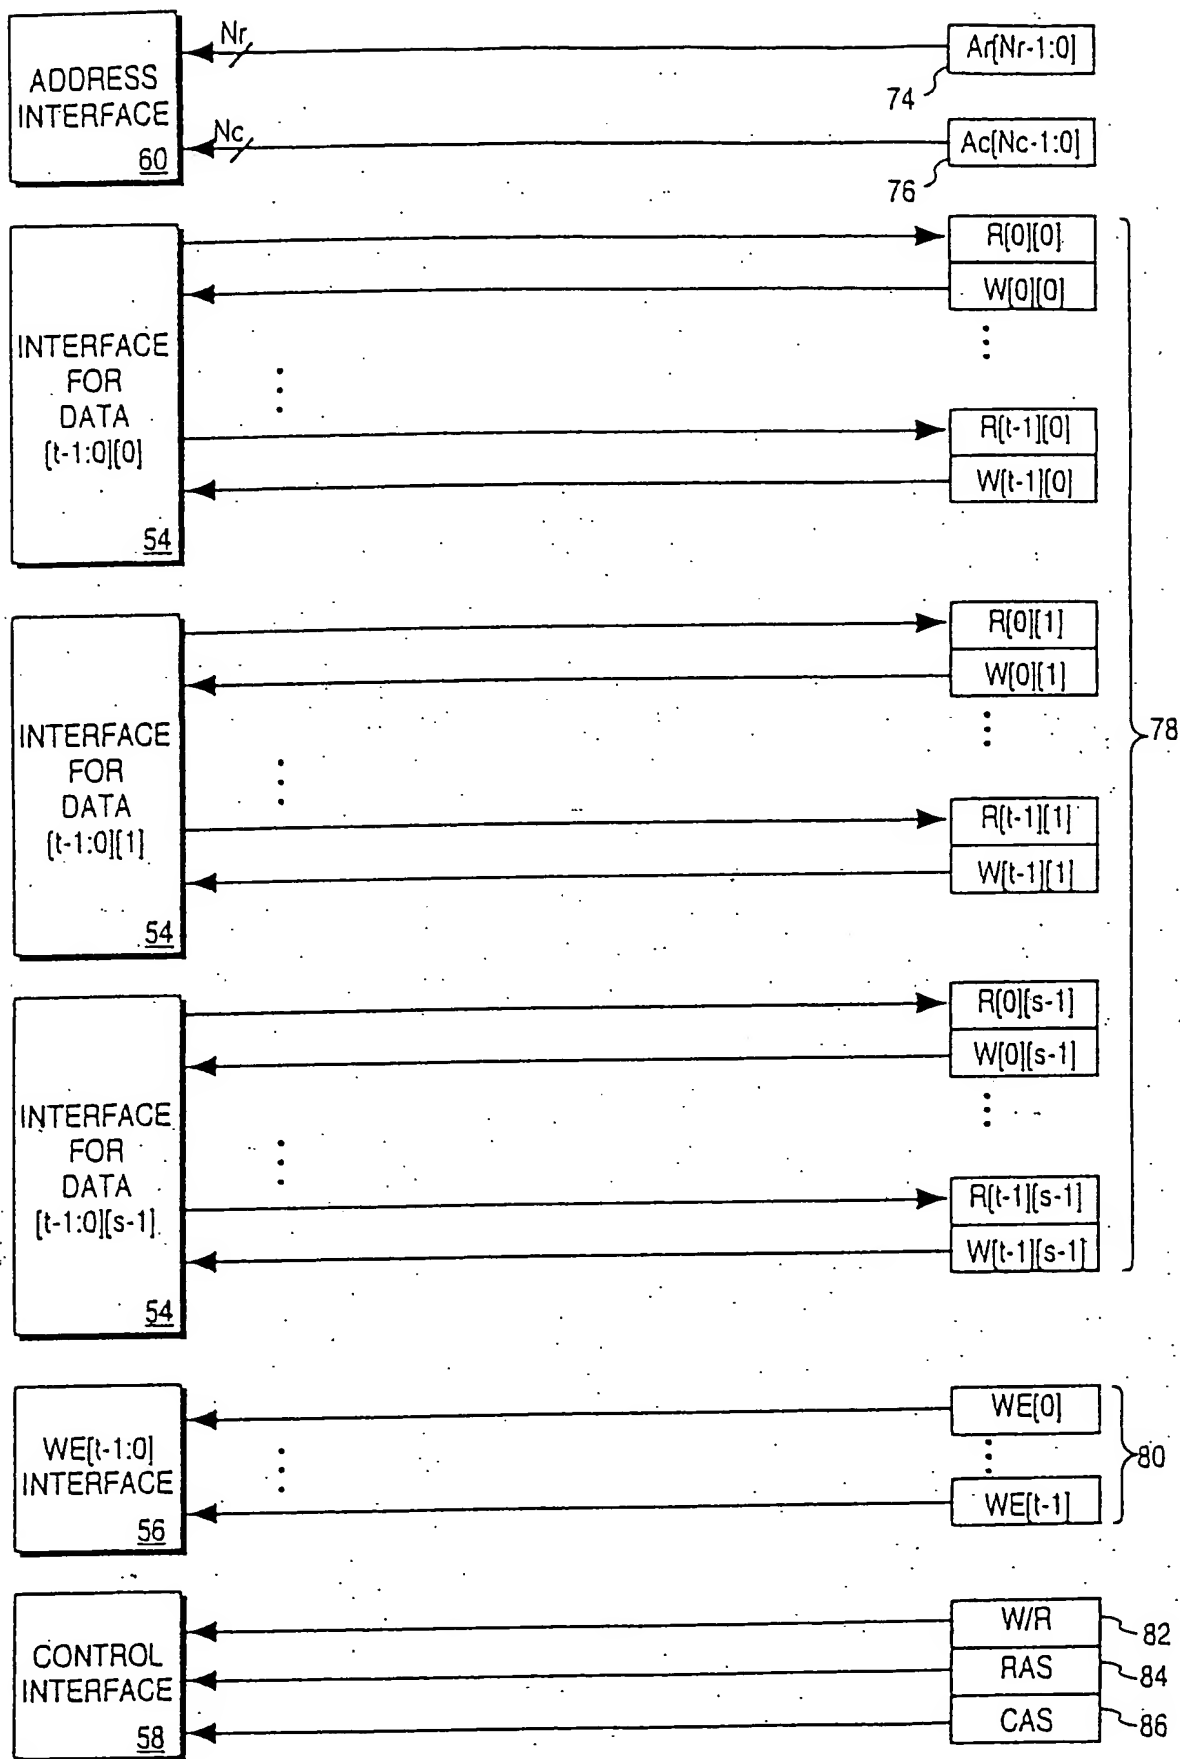 ADDRESS
INTERFACE
60
Nr
Ar[Nr-1:0]
74
Nc
Ac[Nc-1:0]
76
INTERFACE
FOR
DATA
[t-1:0][0]
54
R[0][0]
W[0][0]
R[t-1][0]
W[t-1][0]
INTERFACE
FOR
DATA
[t-1:0][1]
54
R[0][1]
W[0][1]
R[t-1][1]
W[t-1][1]
78
INTERFACE
FOR
DATA
[t-1:0][s-1]
54
R[0][s-1]
W[0][s-1]
R[t-1][s-1]
W[t-1][s-1]
WE[t-1:0]
INTERFACE
56
WE[0]
WE[t-1]
80
CONTROL
INTERFACE
58
W/R
82
RAS
84
CAS
86